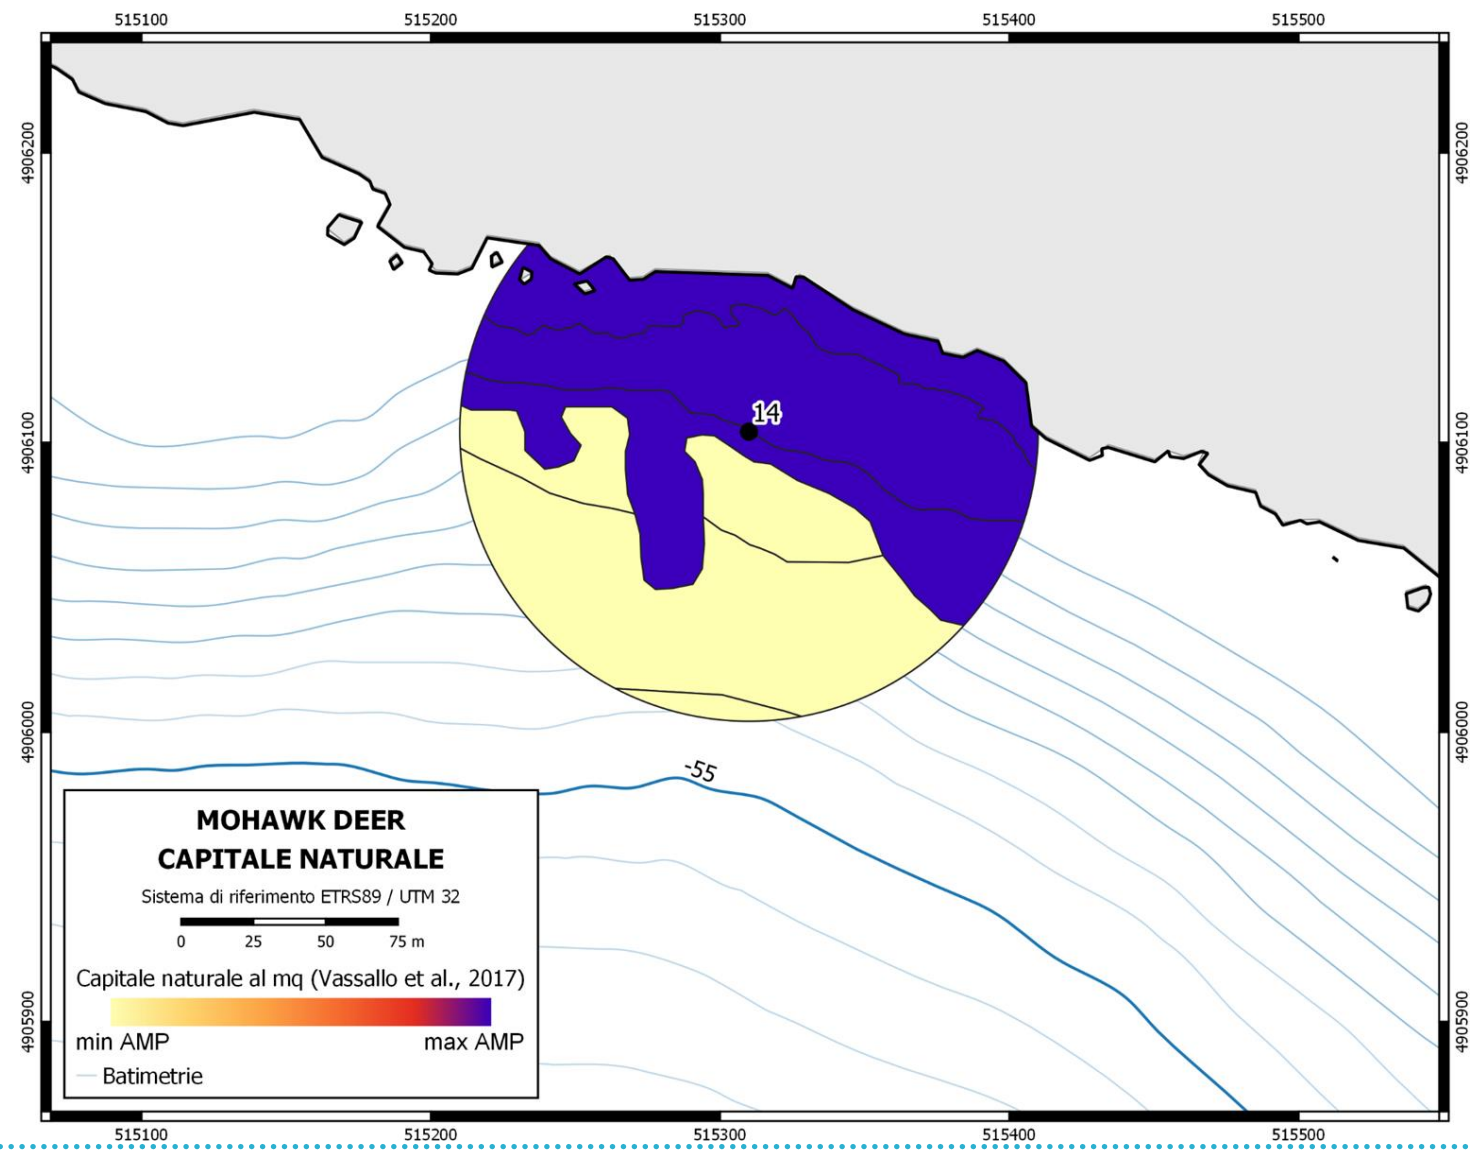 515100 515200 515300 515400 515500
4906200 4906200
14
4906100 4906100
4906000 4906000
-55
MOHAWK DEER
CAPITALE NATURALE
Sistema di riferimento ETRS89 / UTM 32
0 25 50 75 m
Capitale naturale al mq (Vassallo et al., 2017)
min AMP max AMP
Batimetrie
4905900 4905900
515100 515200 515300 515400 515500